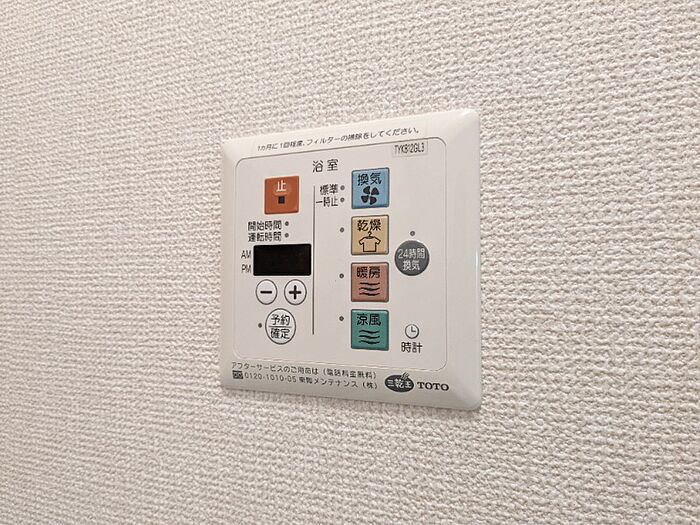 1カ月に1回程度、フィルターの掃除をしてください。
TYKB12GL3
浴室
止
標準
一時止
換気
開始時間
運転時間
乾燥
AM
PM
24時間
換気
暖房
予約
確定
涼風
時計
アフターサービスのご用命は（電話料金無料）
0120-1010-05 東陶メンテナンス（株）
三乾王 TOTO